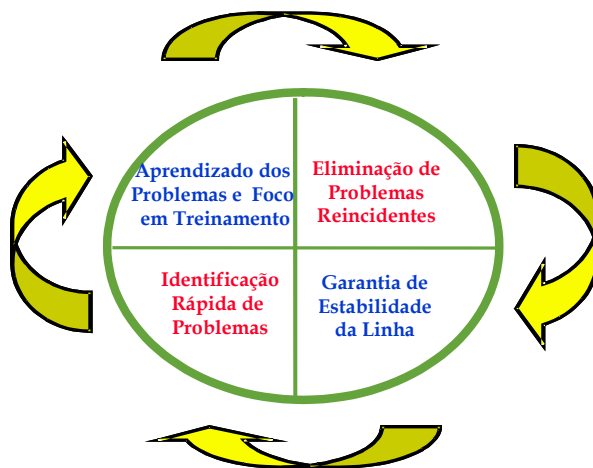 Aprendizado dos
Problemas e Foco
em Treinamento
Eliminação de
Problemas
Reincidentes
Identificação
Rápida de
Problemas
Garantia de
Estabilidade
da Linha